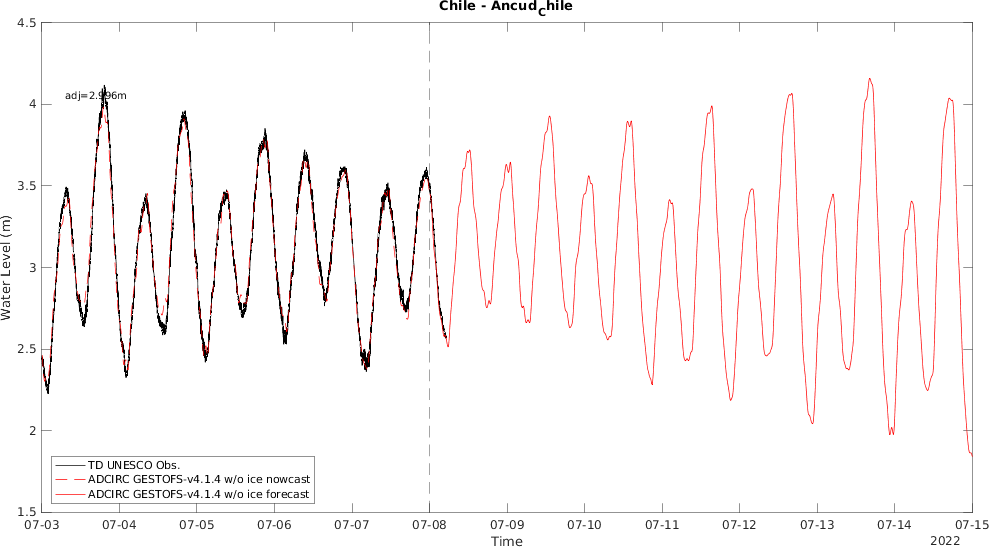 Chile - Ancud_Chile
4.5
4
3.5
3
2.5
2
1.5
Water Level (m)
adj=2.996m
TD UNESCO Obs.
ADCIRC GESTOFS-v4.1.4 w/o ice nowcast
ADCIRC GESTOFS-v4.1.4 w/o ice forecast
07-03 07-04 07-05 07-06 07-07 07-08 07-09 07-10 07-11 07-12 07-13 07-14 07-15
Time
2022